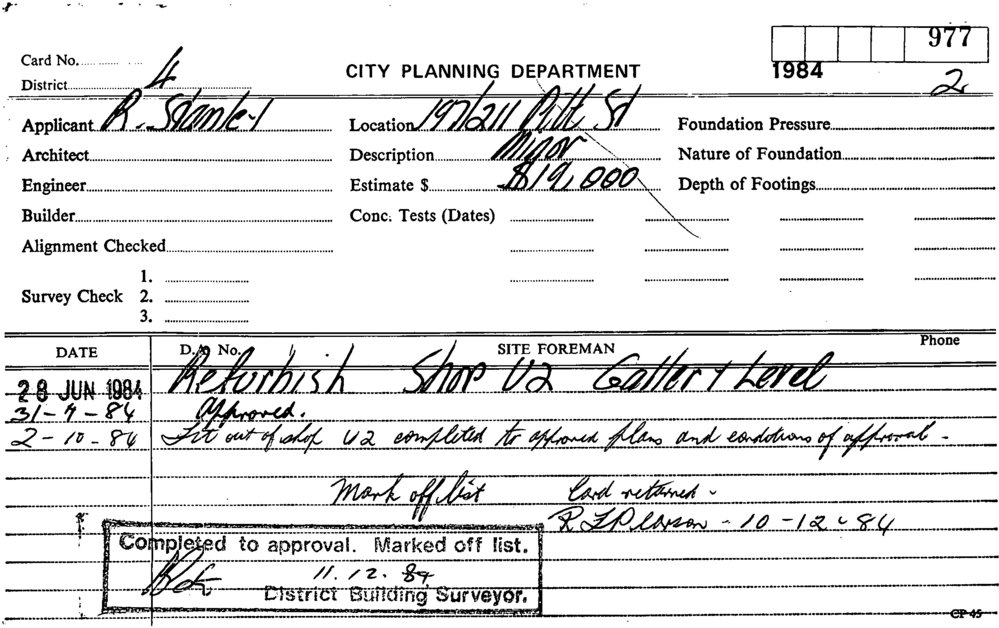 977
Card No.
1984
District 4
CITY PLANNING DEPARTMENT
2
Applicant R. Stanley
Location 197/211 Pitt St
Foundation Pressure
Architect
Description Minor
Nature of Foundation
Engineer
Estimate $ $19,000
Depth of Footings
Builder
Conc. Tests (Dates)
Alignment Checked
Survey Check
1.
2.
3.
DATE
D.A. No.
SITE FOREMAN
Phone
28 JUN 1984 Refurbish Shop U2 Gallery Level
31-7-84 Approved.
2-10-84 Fit out of shop U2 completed to approved plans and conditions of approval -
Mark off list Card returned -
R L Pearson - 10-12-84
Completed to approval. Marked off list.
11.12.84
District Building Surveyor.
CP 45